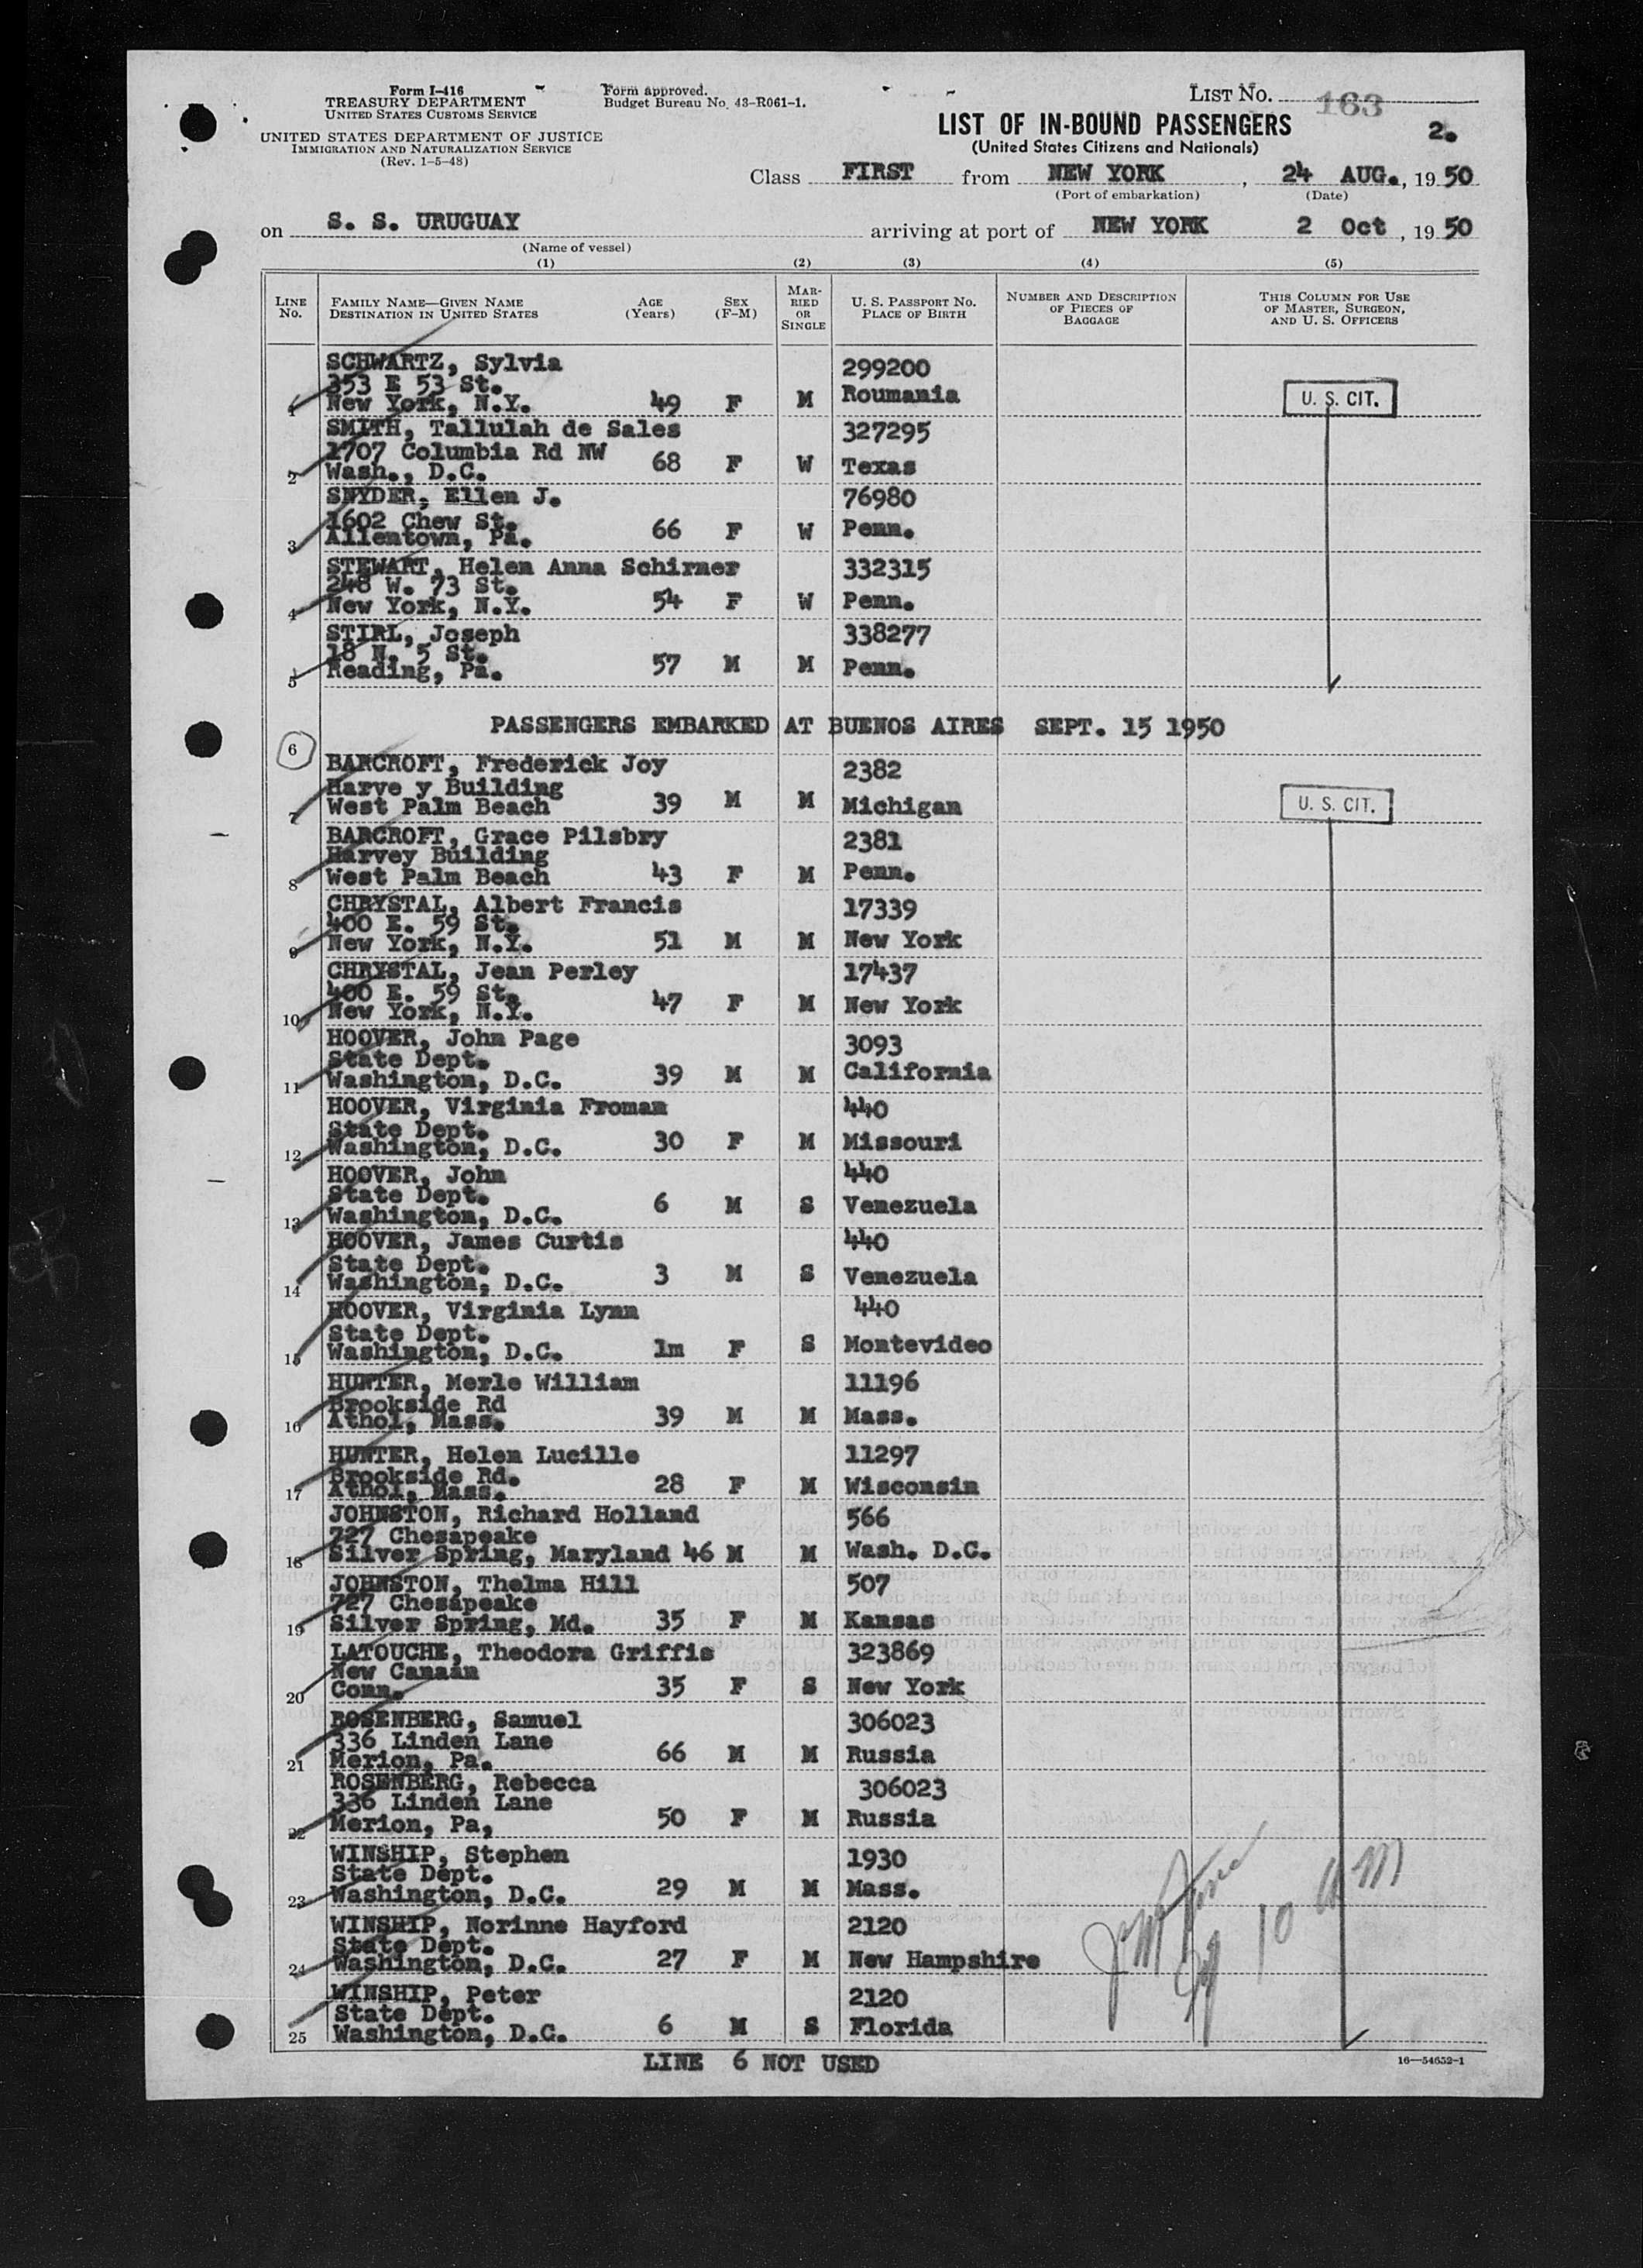 Form I-416
TREASURY DEPARTMENT
UNITED STATES CUSTOMS SERVICE
UNITED STATES DEPARTMENT OF JUSTICE
IMMIGRATION AND NATURALIZATION SERVICE
(Rev. 1-5-48)
Form approved.
Budget Bureau No. 43-R061-1.
LIST NO. 163
LIST OF IN-BOUND PASSENGERS
2.
(United States Citizens and Nationals)
Class FIRST from NEW YORK, 24 AUG., 19 50
(Port of embarkation) (Date)
on S. S. URUGUAY arriving at port of NEW YORK 2 Oct, 19 50
(Name of vessel)
(1) (2) (3) (4) (5)
LINE No. FAMILY NAME—GIVEN NAME DESTINATION IN UNITED STATES AGE (Years) SEX (F-M) MARRIED OR SINGLE U. S. PASSPORT NO. PLACE OF BIRTH NUMBER AND DESCRIPTION OF PIECES OF BAGGAGE THIS COLUMN FOR USE OF MASTER, SURGEON, AND U. S. OFFICERS
SCHWARTZ, Sylvia 299200
353 E 53 St.
1 New York, N.Y. 49 F M Roumania U. S. CIT.
SMITH, Tallulah de Sales 327295
1707 Columbia Rd NW
2 Wash., D.C. 68 F W Texas
SNYDER, Ellen J. 76980
1602 Chew St.
3 Allentown, Pa. 66 F W Penn.
STEWART, Helen Anna Schirmer 332315
248 W. 73 St.
4 New York, N.Y. 54 F W Penn.
STIRL, Joseph 338277
18 N. 5 St.
5 Reading, Pa. 57 M M Penn.
PASSENGERS EMBARKED AT BUENOS AIRES SEPT. 15 1950
6
BARCROFT, Frederick Joy 2382
Harve y Building
7 West Palm Beach 39 M M Michigan U. S. CIT.
BARCROFT, Grace Pilsbry 2381
Harvey Building
8 West Palm Beach 43 F M Penn.
CHRYSTAL, Albert Francis 17339
400 E. 59 St.
9 New York, N.Y. 51 M M New York
CHRYSTAL, Jean Perley 17437
400 E. 59 St.
10 New York, N.Y. 47 F M New York
HOOVER, John Page 3093
State Dept.
11 Washington, D.C. 39 M M California
HOOVER, Virginia Froman 440
State Dept.
12 Washington, D.C. 30 F M Missouri
HOOVER, John 440
State Dept.
13 Washington, D.C. 6 M S Venezuela
HOOVER, James Curtis 440
State Dept.
14 Washington, D.C. 3 M S Venezuela
HOOVER, Virginia Lynn 440
State Dept.
15 Washington, D.C. 1m F S Montevideo
HUNTER, Merle William 11196
Brookside Rd
16 Athol, Mass. 39 M M Mass.
HUNTER, Helen Lucille 11297
Brookside Rd.
17 Athol, Mass. 28 F M Wisconsin
JOHNSTON, Richard Holland 566
727 Chesapeake
18 Silver Spring, Maryland 46 M M Wash. D.C.
JOHNSTON, Thelma Hill 507
727 Chesapeake
19 Silver Spring, Md. 35 F M Kansas
LATOUCHE, Theodora Griffis 323869
New Canaan
20 Conn. 35 F S New York
ROSENBERG, Samuel 306023
336 Linden Lane
21 Merion, Pa. 66 M M Russia
ROSENBERG, Rebecca 306023
336 Linden Lane
22 Merion, Pa, 50 F M Russia
WINSHIP, Stephen 1930
State Dept.
23 Washington, D.C. 29 M M Mass.
WINSHIP, Norinne Hayford 2120
State Dept.
24 Washington, D.C. 27 F M New Hampshire
WINSHIP, Peter 2120
State Dept.
25 Washington, D.C. 6 M S Florida
10 AM
LINE 6 NOT USED
16—54652-1